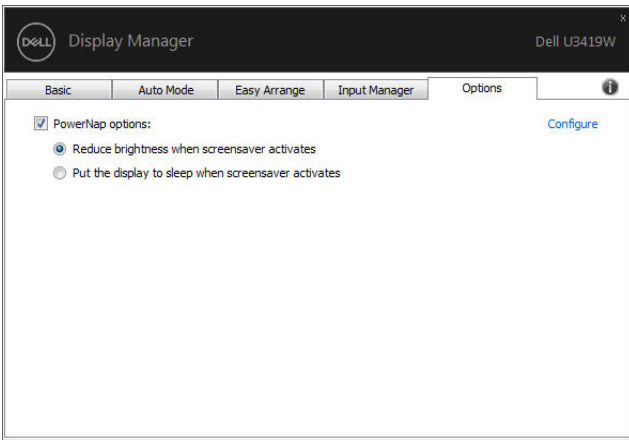 x
DELL Display Manager Dell U3419W
Basic Auto Mode Easy Arrange Input Manager Options i
PowerNap options: Configure
Reduce brightness when screensaver activates
Put the display to sleep when screensaver activates